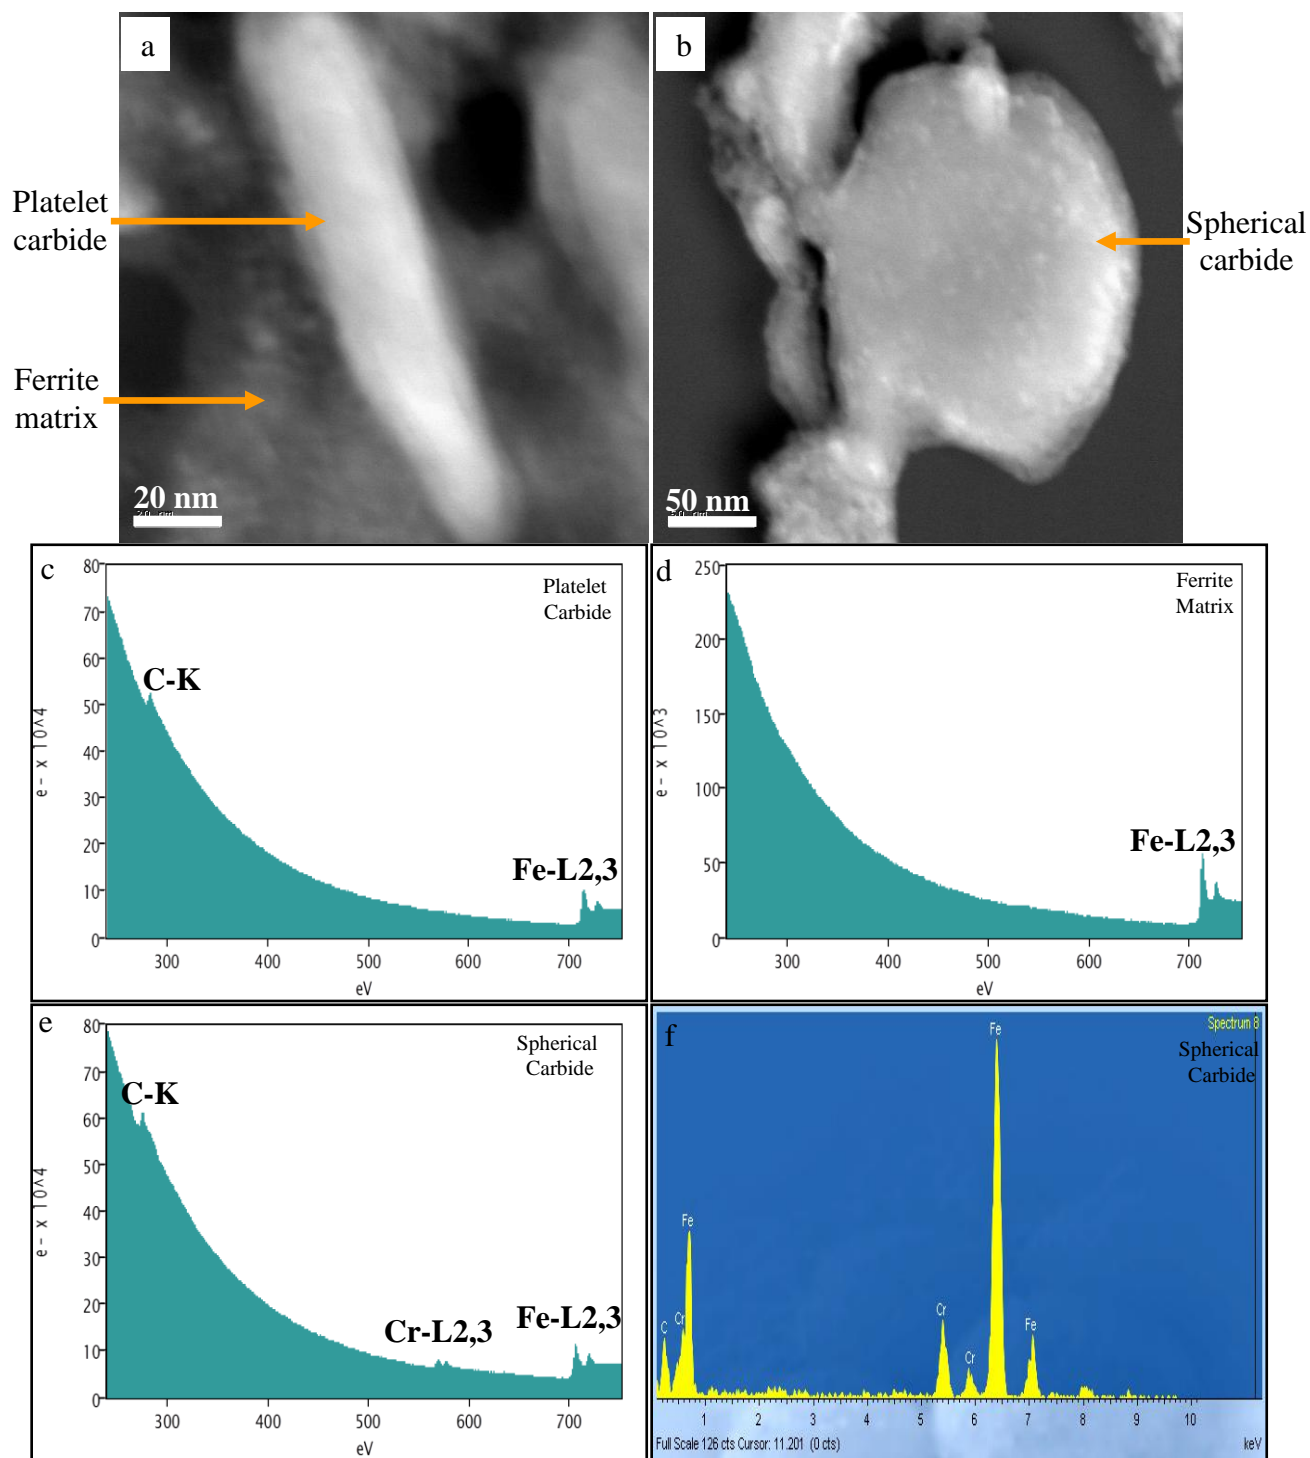 a
b
Platelet
carbide
Spherical
carbide
Ferrite
matrix
20 nm
50 nm
c
80
70
60
50
40
30
20
10
0
e- x 10^4
Platelet
Carbide
C-K
Fe-L2,3
300
400
500
600
700
eV
d
250
200
150
100
50
0
e- x 10^3
Ferrite
Matrix
Fe-L2,3
300
400
500
600
700
eV
e
80
70
60
50
40
30
20
10
0
e- x 10^4
Spherical
Carbide
C-K
Cr-L2,3
Fe-L2,3
300
400
500
600
700
eV
f
Spectrum 8
Spherical
Carbide
Fe
Fe
Cr
C
Cr
Cr
Fe
1 2 3 4 5 6 7 8 9 10
Full Scale 126 cts Cursor: 11.201 (0 cts)
keV